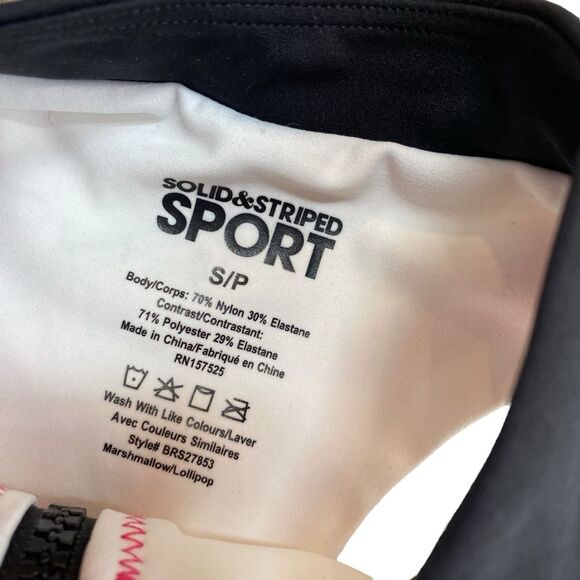 SOLID&STRIPED
SPORT
S/P
Body/Corps: 70% Nylon 30% Elastane
Contrast/Contrastant:
71% Polyester 29% Elastane
Made in China/Fabriqué en Chine
RN157525
Wash With Like Colours/Laver
Avec Couleurs Similaires
Style# BRS27853
Marshmallow/Lollipop